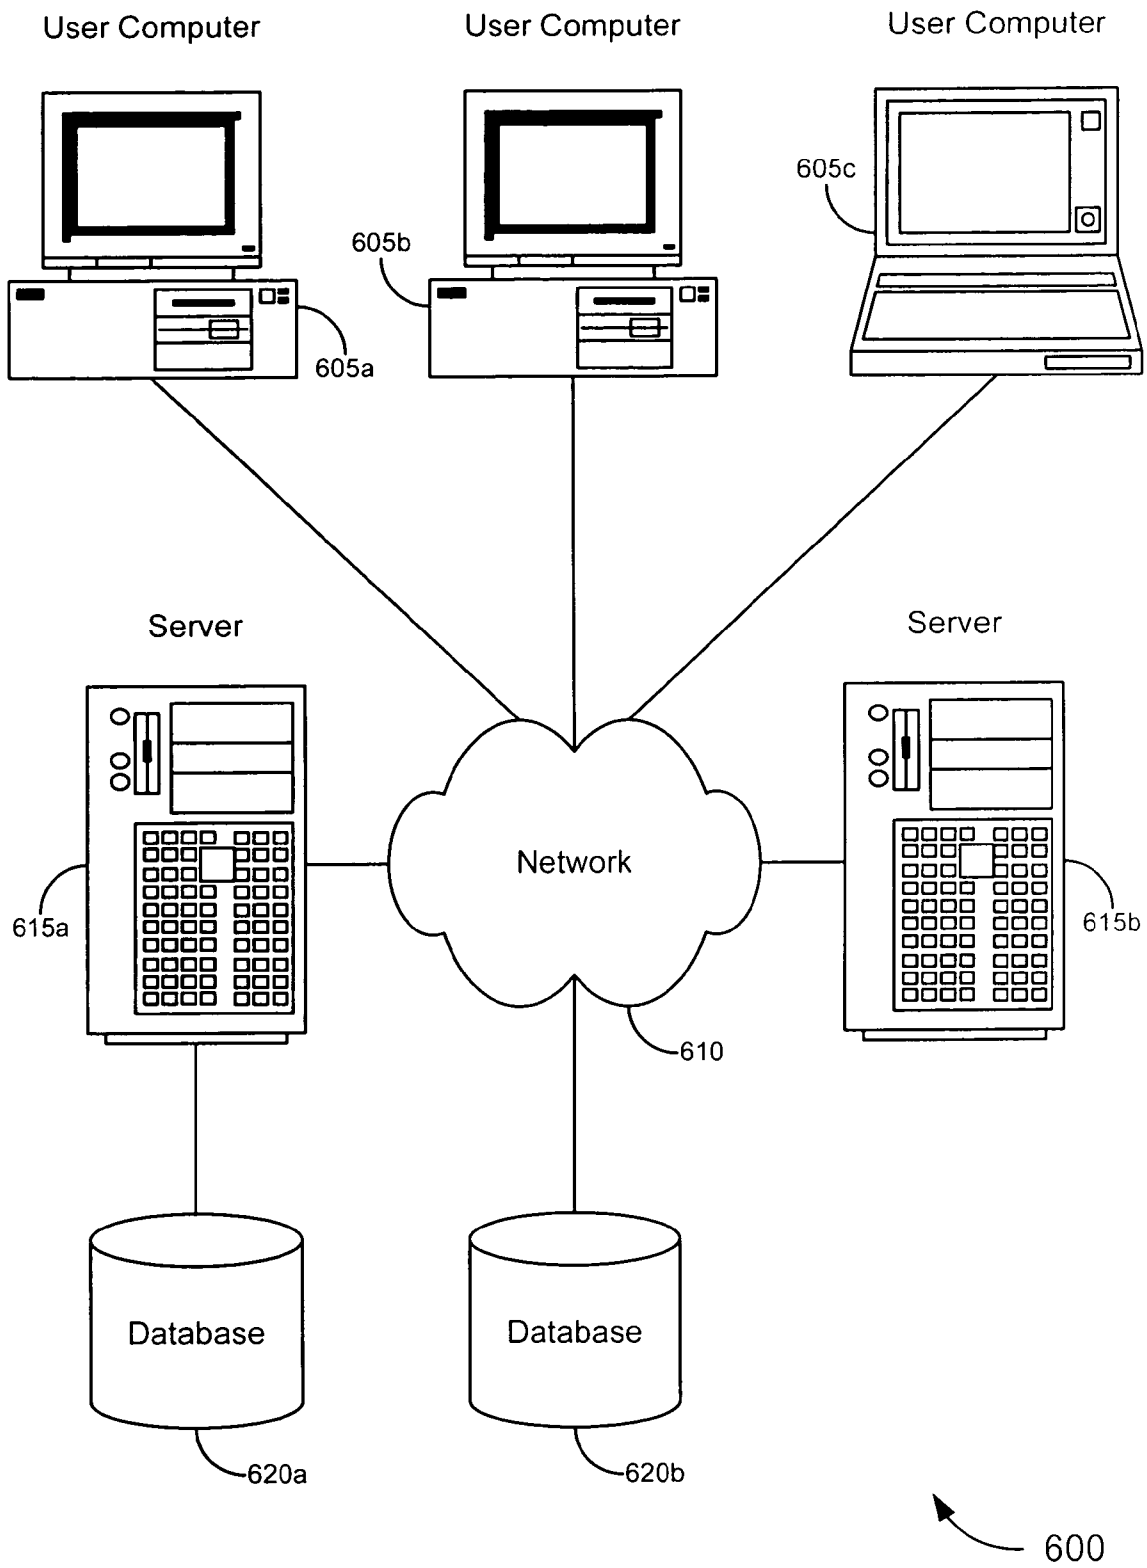 User Computer
User Computer
User Computer
605c
605b
605a
Server
Server
Network
615a
615b
610
Database
Database
620a
620b
600